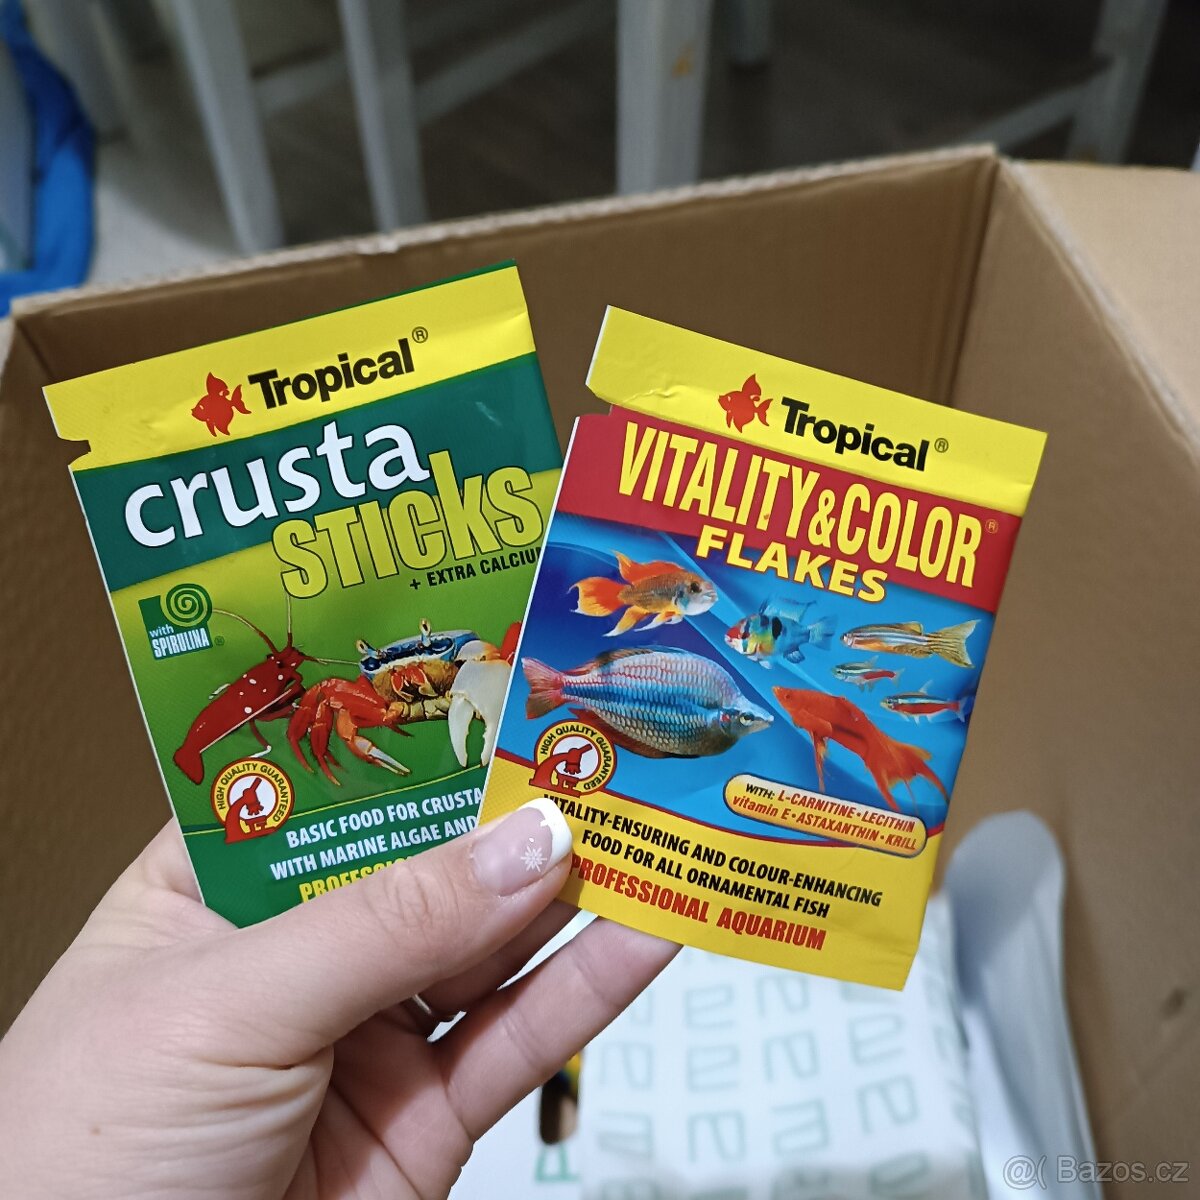 Tropical®
crusta
STICKS
+ EXTRA CALCIU
with
SPIRULINA®
HIGH QUALITY GUARANTEED
BASIC FOOD FOR CRUSTA
WITH MARINE ALGAE AND
PROFESSI
Tropical®
VITALITY&COLOR®
FLAKES
HIGH QUALITY GUARANTEED
WITH: L-CARNITINE • LECITHIN
vitamin E • ASTAXANTHIN • KRILL
VITALITY-ENSURING AND COLOUR-ENHANCING
FOOD FOR ALL ORNAMENTAL FISH
PROFESSIONAL AQUARIUM
@( Bazos.cz